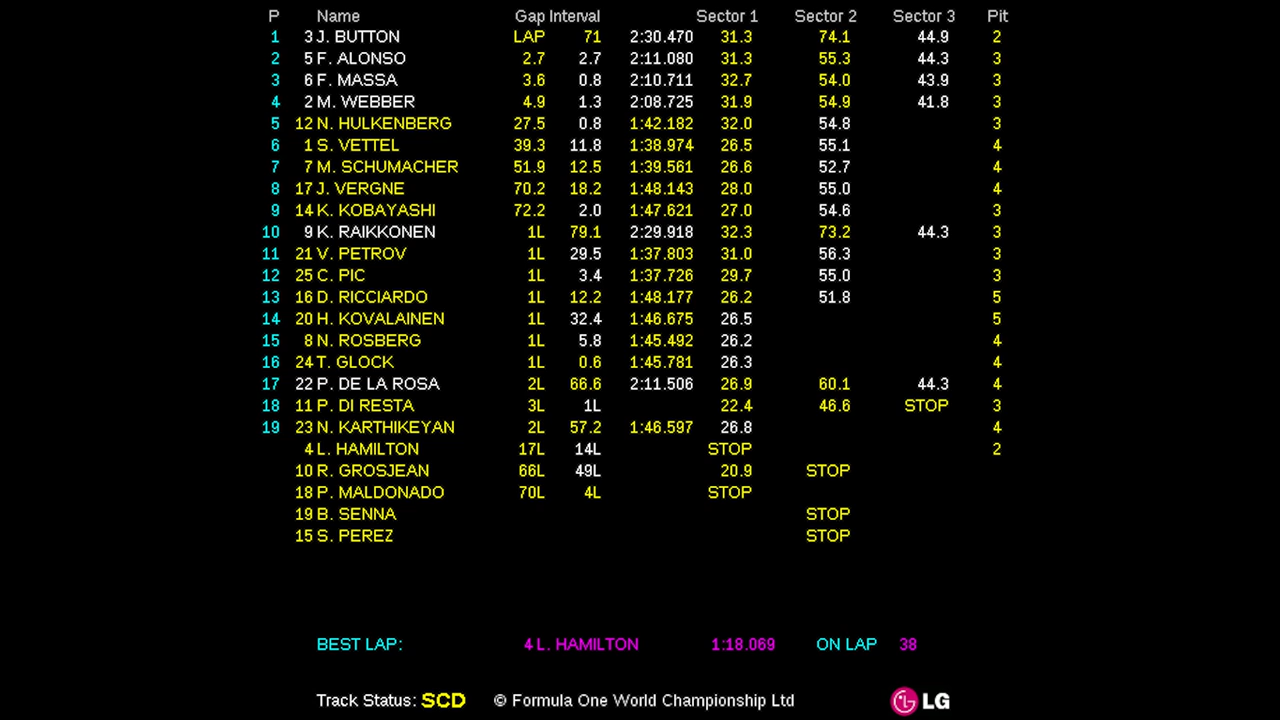 P Name Gap Interval Sector 1 Sector 2 Sector 3 Pit
1 3 J. BUTTON LAP 71 2:30.470 31.3 74.1 44.9 2
2 5 F. ALONSO 2.7 2.7 2:11.080 31.3 55.3 44.3 3
3 6 F. MASSA 3.6 0.8 2:10.711 32.7 54.0 43.9 3
4 2 M. WEBBER 4.9 1.3 2:08.725 31.9 54.9 41.8 3
5 12 N. HULKENBERG 27.5 0.8 1:42.182 32.0 54.8 3
6 1 S. VETTEL 39.3 11.8 1:38.974 26.5 55.1 4
7 7 M. SCHUMACHER 51.9 12.5 1:39.561 26.6 52.7 4
8 17 J. VERGNE 70.2 18.2 1:48.143 28.0 55.0 4
9 14 K. KOBAYASHI 72.2 2.0 1:47.621 27.0 54.6 3
10 9 K. RAIKKONEN 1L 79.1 2:29.918 32.3 73.2 44.3 3
11 21 V. PETROV 1L 29.5 1:37.803 31.0 56.3 3
12 25 C. PIC 1L 3.4 1:37.726 29.7 55.0 3
13 16 D. RICCIARDO 1L 12.2 1:48.177 26.2 51.8 5
14 20 H. KOVALAINEN 1L 32.4 1:46.675 26.5 5
15 8 N. ROSBERG 1L 5.8 1:45.492 26.2 4
16 24 T. GLOCK 1L 0.6 1:45.781 26.3 4
17 22 P. DE LA ROSA 2L 66.6 2:11.506 26.9 60.1 44.3 4
18 11 P. DI RESTA 3L 1L 22.4 46.6 STOP 3
19 23 N. KARTHIKEYAN 2L 57.2 1:46.597 26.8 4
4 L. HAMILTON 17L 14L STOP 2
10 R. GROSJEAN 66L 49L 20.9 STOP
18 P. MALDONADO 70L 4L STOP
19 B. SENNA STOP
15 S. PEREZ STOP
BEST LAP: 4 L. HAMILTON 1:18.069 ON LAP 38
Track Status: SCD © Formula One World Championship Ltd LG